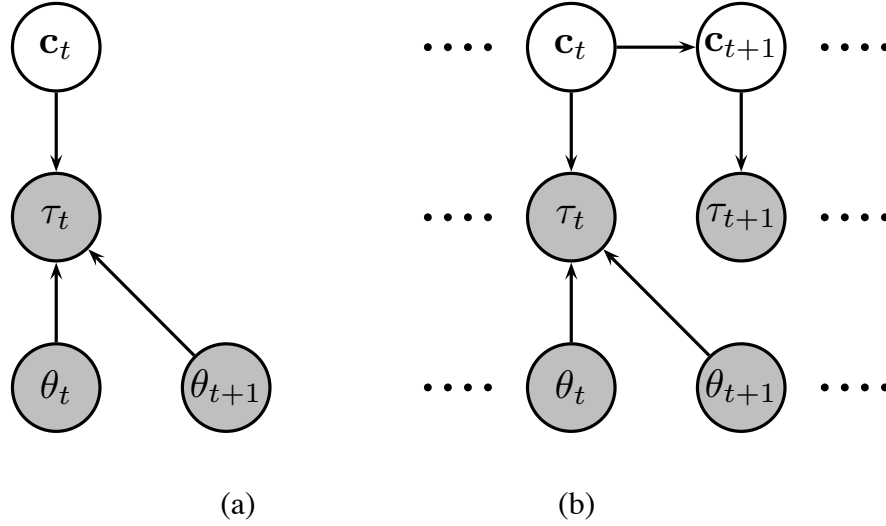 c_t c_t c_{t+1}
τ_t τ_t τ_{t+1}
θ_t θ_{t+1} θ_t θ_{t+1}
(a) (b)